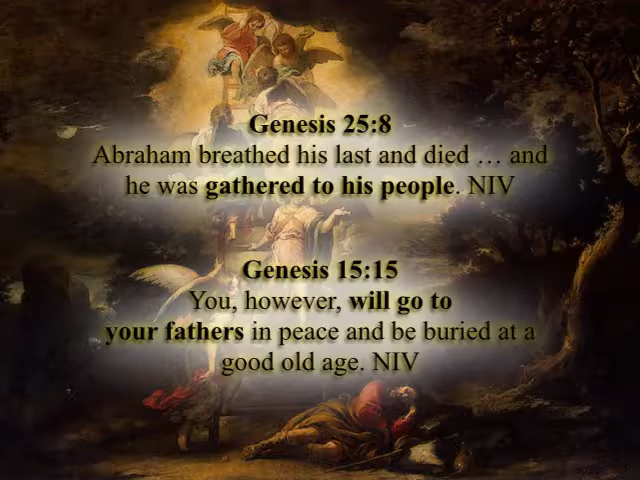 Genesis 25:8
Abraham breathed his last and died … and
he was gathered to his people. NIV
Genesis 15:15
You, however, will go to
your fathers in peace and be buried at a
good old age. NIV